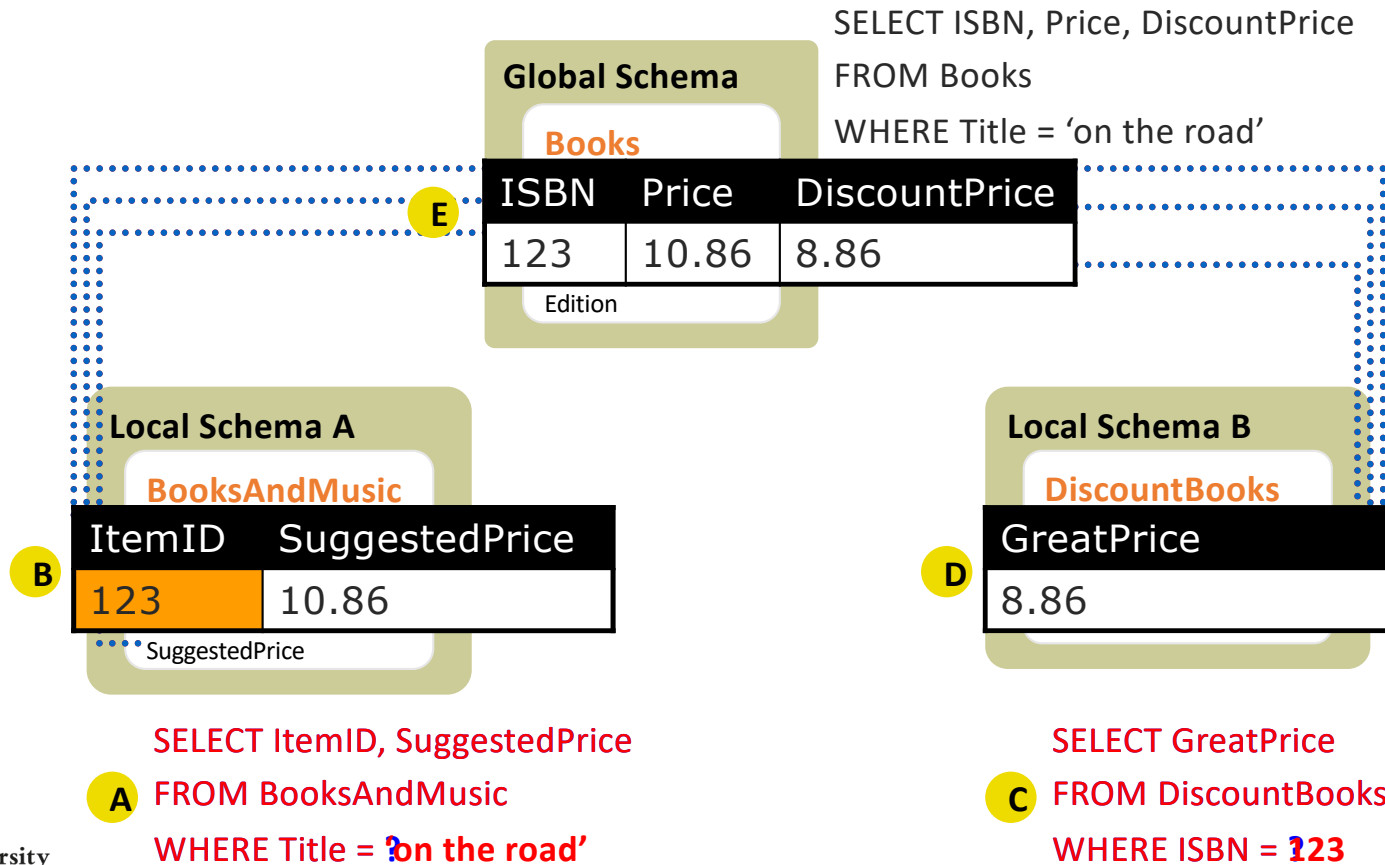 SELECT ISBN, Price, DiscountPrice
FROM Books
WHERE Title = ‘on the road’
Global Schema
Books
ISBN Price DiscountPrice
123 10.86 8.86
Edition
E
Local Schema A
BooksAndMusic
ItemID SuggestedPrice
123 10.86
SuggestedPrice
B
Local Schema B
DiscountBooks
GreatPrice
8.86
D
SELECT ItemID, SuggestedPrice
A FROM BooksAndMusic
WHERE Title = ‘on the road’
SELECT GreatPrice
C FROM DiscountBooks
WHERE ISBN = 123